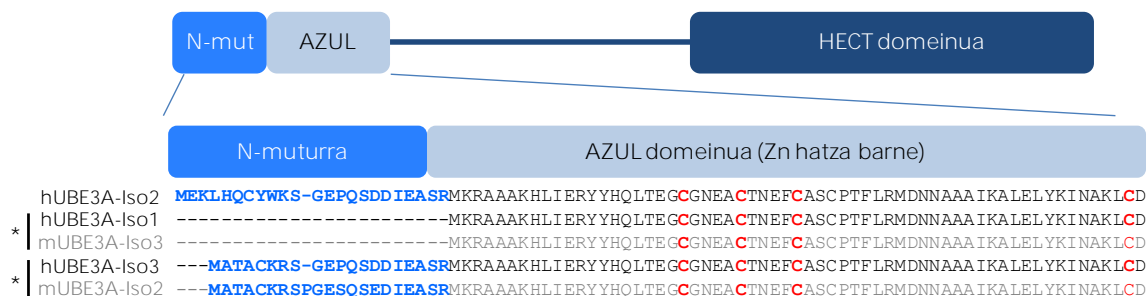 N-mut AZUL HECT domeinua
N-muturra AZUL domeinua (Zn hatza barne)
hUBE3A-Iso2 MEKLHQCYWKS-GEPQSDDIEASRMKRAAAKHLIERYYHQLTEGCGNEACTNEFCASCPTFLRMDNNAAAIKALELYKINAKLCD
* hUBE3A-Iso1 -------------------------MKRAAAKHLIERYYHQLTEGCGNEACTNEFCASCPTFLRMDNNAAAIKALELYKINAKLCD
mUBE3A-Iso3 -------------------------MKRAAAKHLIERYYHQLTEGCGNEACTNEFCASCPTFLRMDNNAAAIKALELYKINAKLCD
* hUBE3A-Iso3 ---MATACKRS-GEPQSDDIEASRMKRAAAKHLIERYYHQLTEGCGNEACTNEFCASCPTFLRMDNNAAAIKALELYKINAKLCD
mUBE3A-Iso2 ---MATACKRSPGESQSEDIEASRMKRAAAKHLIERYYHQLTEGCGNEACTNEFCASCPTFLRMDNNAAAIKALELYKINAKLCD